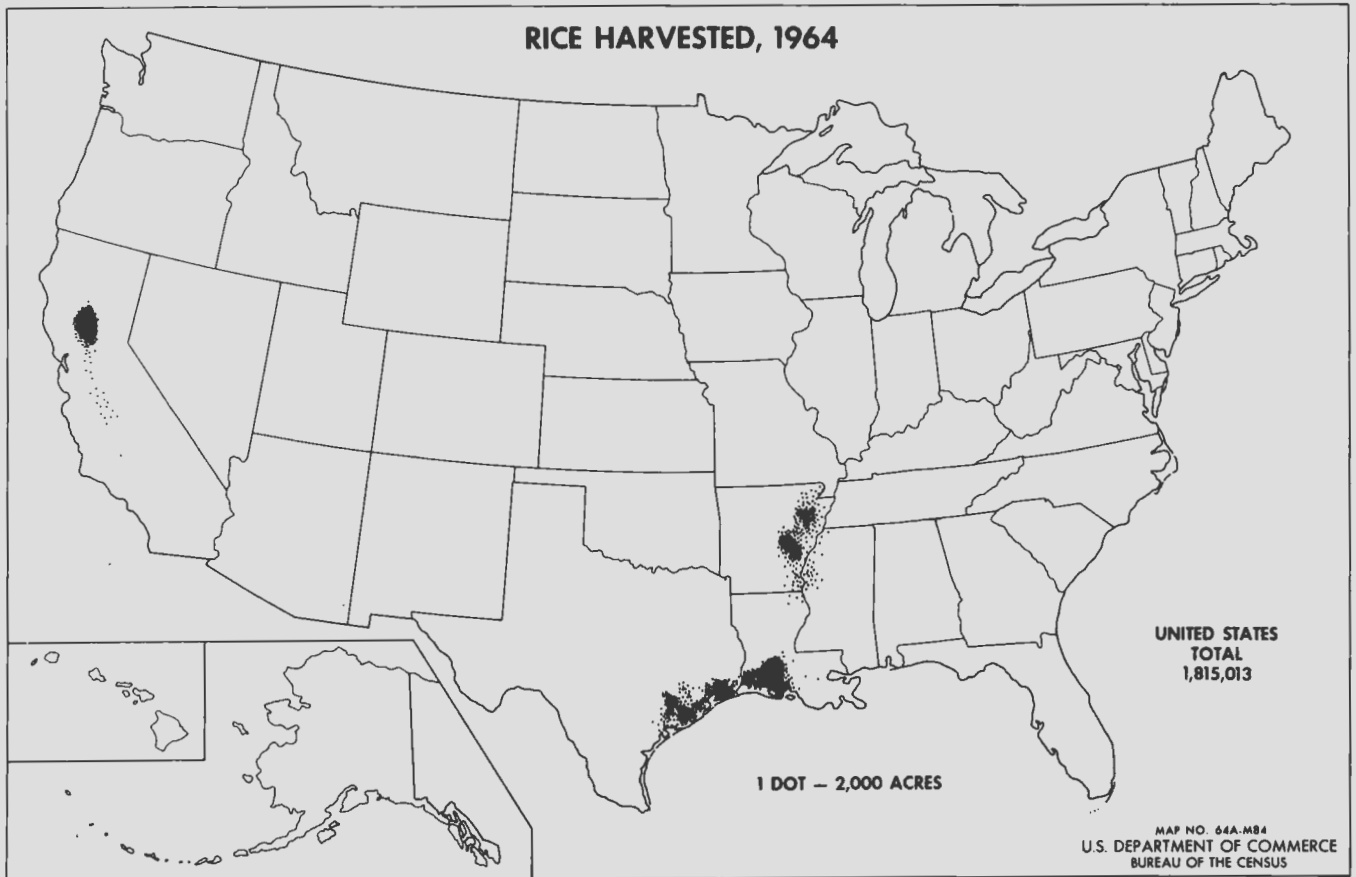 RICE HARVESTED, 1964
UNITED STATES
TOTAL
1,815,013
1 DOT — 2,000 ACRES
MAP NO. 64A-M84
U.S. DEPARTMENT OF COMMERCE
BUREAU OF THE CENSUS